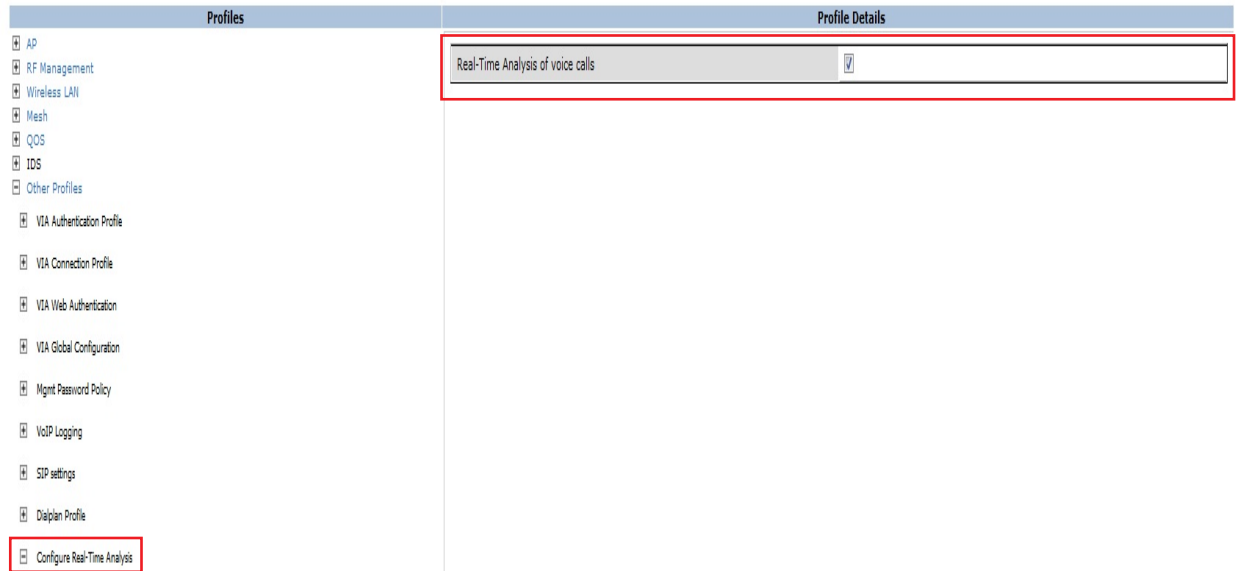 Profiles
AP
RF Management
Wireless LAN
Mesh
QOS
IDS
Other Profiles
VIA Authentication Profile
VIA Connection Profile
VIA Web Authentication
VIA Global Configuration
Mgmt Password Policy
VoIP Logging
SIP settings
Dialplan Profile
Configure Real-Time Analysis
Profile Details
Real-Time Analysis of voice calls